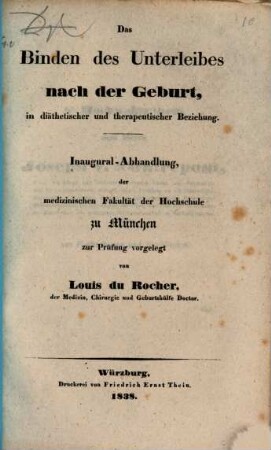 Das
Binden des Unterleibes
nach der Geburt,
in diäthetischer und therapeutischer Beziehung.
Inaugural-Abhandlung,
der
medizinischen Fakultät der Hochschule
zu München
zur Prüfung vorgelegt
von
Louis du Rocher,
der Medizin, Chirurgie und Geburtshülfe Doctor.
Würzburg,
Druckerei von Friedrich Ernst Thein.
1838.